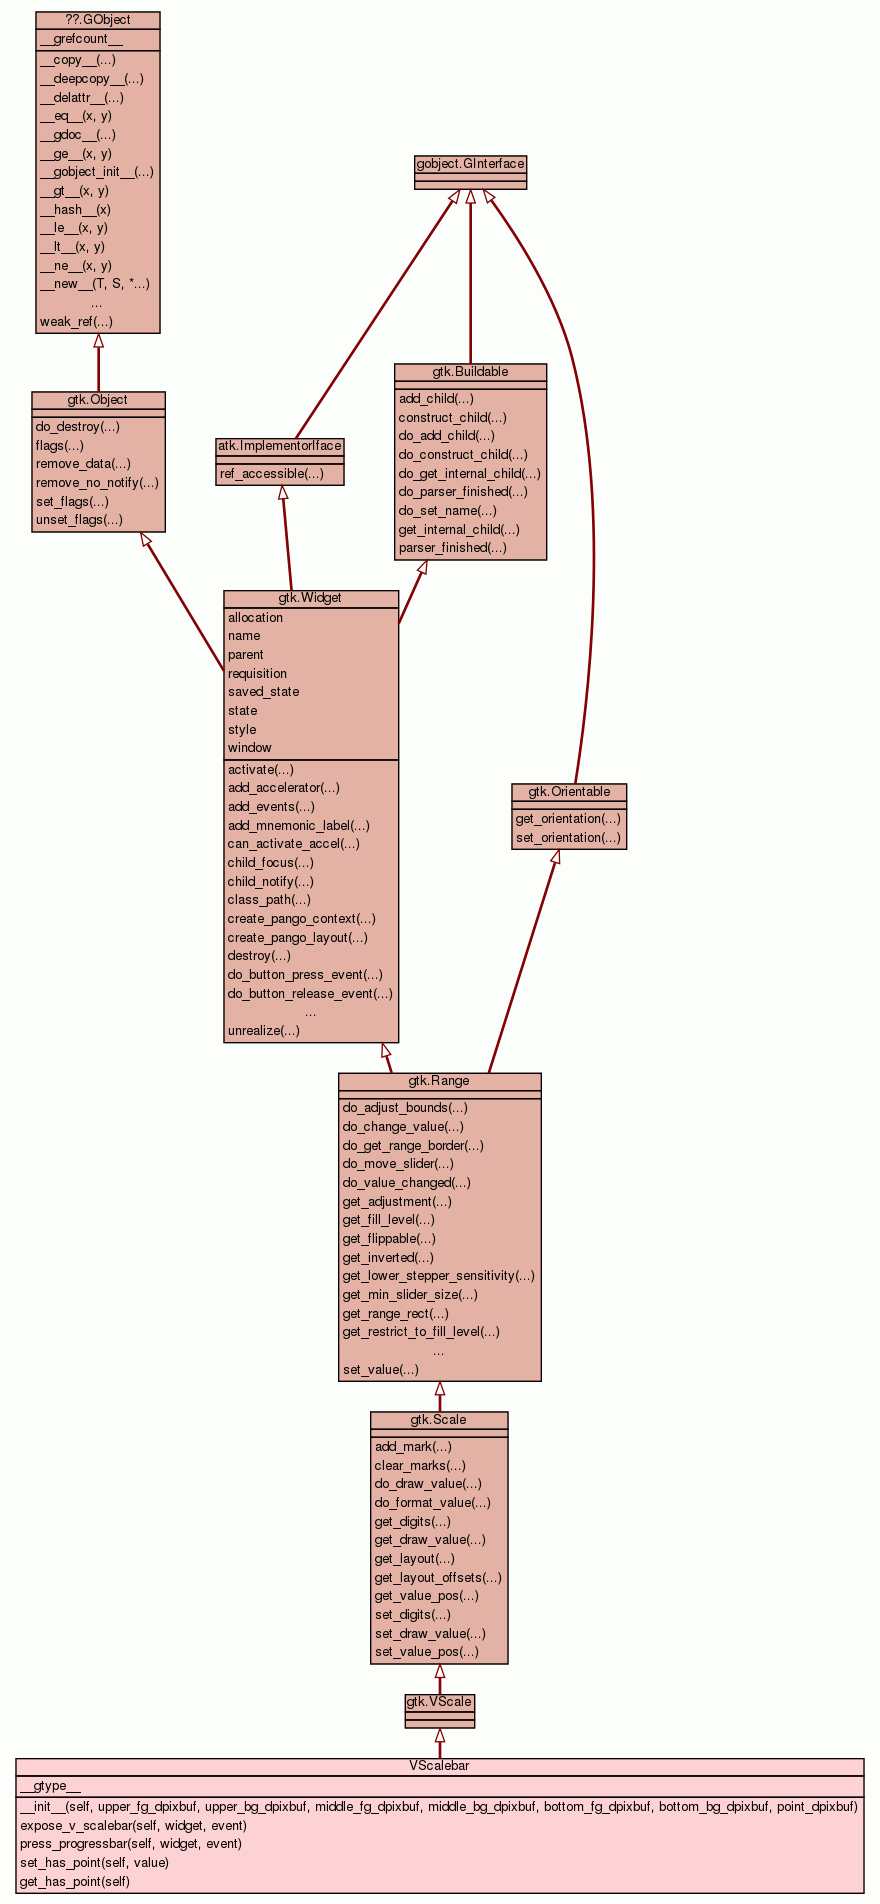 ??.GObject
__grefcount__
__copy__(...)
__deepcopy__(...)
__delattr__(...)
__eq__(x, y)
__gdoc__(...)
__ge__(x, y)
__gobject_init__(...)
__gt__(x, y)
__hash__(x)
__le__(x, y)
__lt__(x, y)
__ne__(x, y)
__new__(T, S, *...)
...
weak_ref(...)
gobject.GInterface
gtk.Object
do_destroy(...)
flags(...)
remove_data(...)
remove_no_notify(...)
set_flags(...)
unset_flags(...)
atk.ImplementorIface
ref_accessible(...)
gtk.Buildable
add_child(...)
construct_child(...)
do_add_child(...)
do_construct_child(...)
do_get_internal_child(...)
do_parser_finished(...)
do_set_name(...)
get_internal_child(...)
parser_finished(...)
gtk.Widget
allocation
name
parent
requisition
saved_state
state
style
window
activate(...)
add_accelerator(...)
add_events(...)
add_mnemonic_label(...)
can_activate_accel(...)
child_focus(...)
child_notify(...)
class_path(...)
create_pango_context(...)
create_pango_layout(...)
destroy(...)
do_button_press_event(...)
do_button_release_event(...)
...
unrealize(...)
gtk.Orientable
get_orientation(...)
set_orientation(...)
gtk.Range
do_adjust_bounds(...)
do_change_value(...)
do_get_range_border(...)
do_move_slider(...)
do_value_changed(...)
get_adjustment(...)
get_fill_level(...)
get_flippable(...)
get_inverted(...)
get_lower_stepper_sensitivity(...)
get_min_slider_size(...)
get_range_rect(...)
get_restrict_to_fill_level(...)
...
set_value(...)
gtk.Scale
add_mark(...)
clear_marks(...)
do_draw_value(...)
do_format_value(...)
get_digits(...)
get_draw_value(...)
get_layout(...)
get_layout_offsets(...)
get_value_pos(...)
set_digits(...)
set_draw_value(...)
set_value_pos(...)
gtk.VScale
VScalebar
__gtype__
__init__(self, upper_fg_dpixbuf, upper_bg_dpixbuf, middle_fg_dpixbuf, middle_bg_dpixbuf, bottom_fg_dpixbuf, bottom_bg_dpixbuf, point_dpixbuf)
expose_v_scalebar(self, widget, event)
press_progressbar(self, widget, event)
set_has_point(self, value)
get_has_point(self)